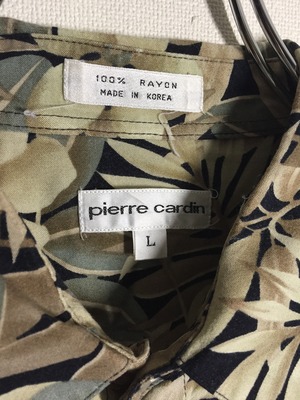 100% RAYON
MADE IN KOREA
pierre cardin
L